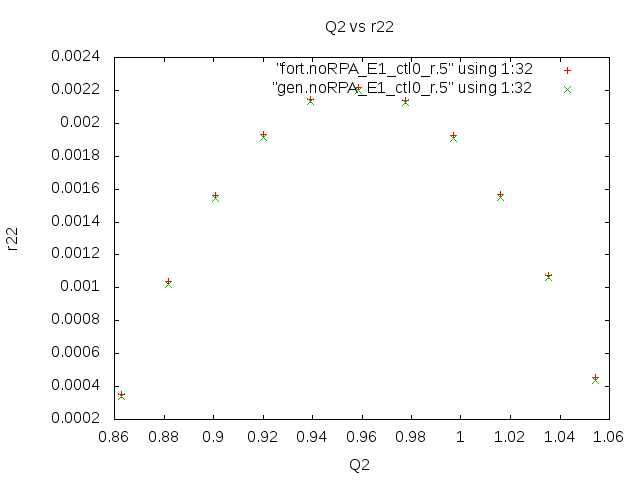 Q2 vs r22
0.0024
"fort.noRPA_E1_ctl0_r.5" using 1:32
0.0022
"gen.noRPA_E1_ctl0_r.5" using 1:32
0.002
0.0018
0.0016
0.0014
r22
0.0012
0.001
0.0008
0.0006
0.0004
0.0002
0.86 0.88 0.9 0.92 0.94 0.96 0.98 1 1.02 1.04 1.06
Q2